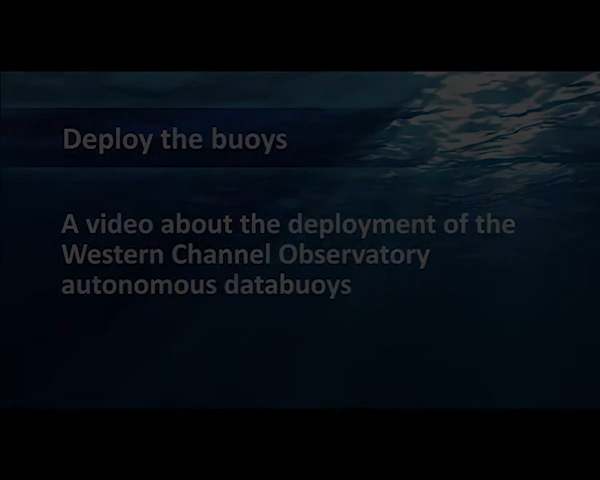 Deploy the buoys
A video about the deployment of the
Western Channel Observatory
autonomous databuoys